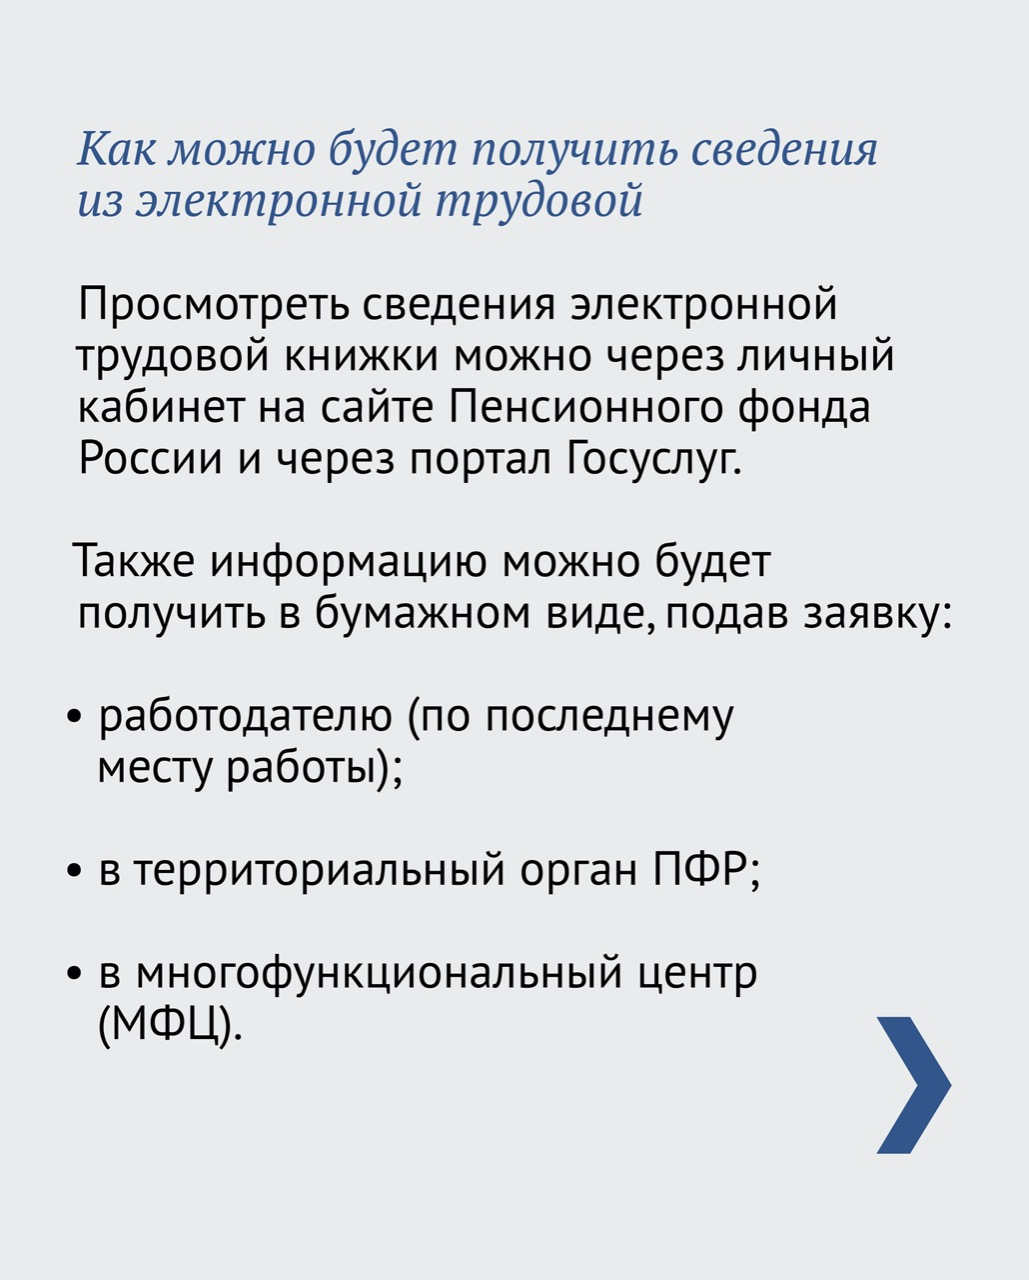 Как можно будет получить сведения
из электронной трудовой
Просмотреть сведения электронной
трудовой книжки можно через личный
кабинет на сайте Пенсионного фонда
России и через портал Госуслуг.
Также информацию можно будет
получить в бумажном виде, подав заявку:
• работодателю (по последнему
месту работы);
• в территориальный орган ПФР;
• в многофункциональный центр
(МФЦ).